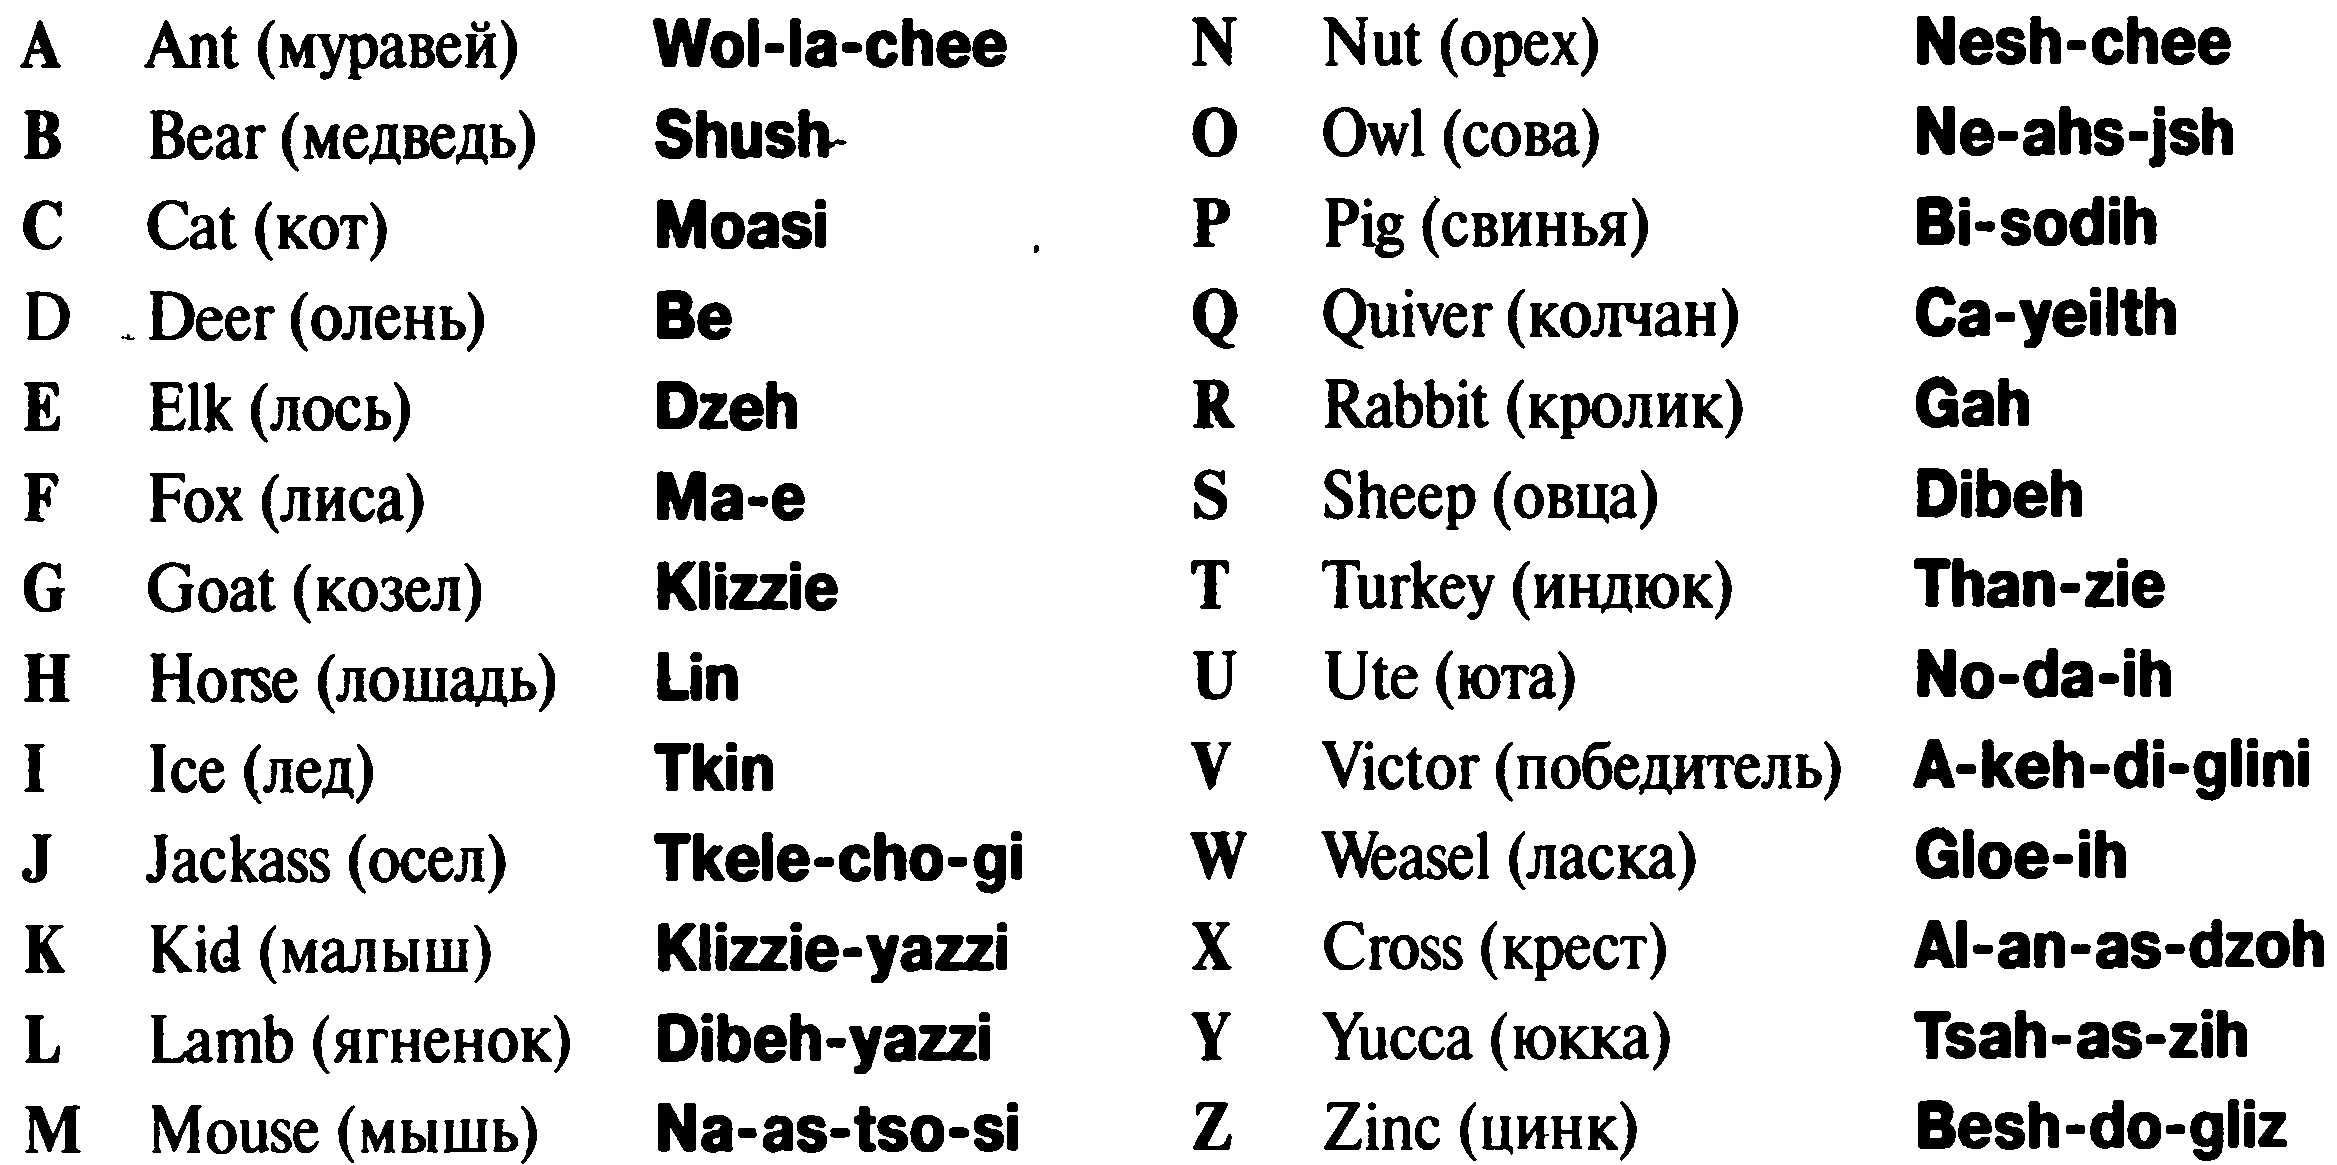 A Ant (муравей) Wol-la-chee
B Bear (медведь) Shush
C Cat (кот) Moasi
D Deer (олень) Be
E Elk (лось) Dzeh
F Fox (лиса) Ma-e
G Goat (козел) Klizzie
H Horse (лошадь) Lin
I Ice (лед) Tkin
J Jackass (осел) Tkele-cho-gi
K Kid (малыш) Klizzie-yazzi
L Lamb (ягненок) Dibeh-yazzi
M Mouse (мышь) Na-as-tso-si
N Nut (орех) Nesh-chee
O Owl (сова) Ne-ahs-jsh
P Pig (свинья) Bi-sodih
Q Quiver (колчан) Ca-yeilth
R Rabbit (кролик) Gah
S Sheep (овца) Dibeh
T Turkey (индюк) Than-zie
U Ute (юта) No-da-ih
V Victor (победитель) A-keh-di-glini
W Weasel (ласка) Gloe-ih
X Cross (крест) Al-an-as-dzoh
Y Yucca (юкка) Tsah-as-zih
Z Zinc (цинк) Besh-do-gliz